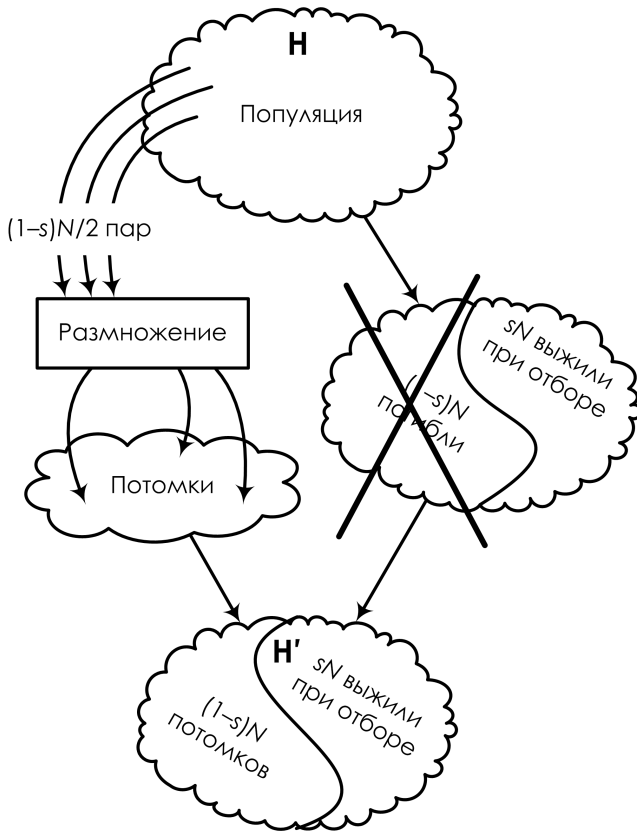 H
Популяция
(1–s)N/2 пар
Размножение
sN выжили
при отборе
(1–s)N
погибли
Потомки
H′
sN выжили
при отборе
(1–s)N
потомков